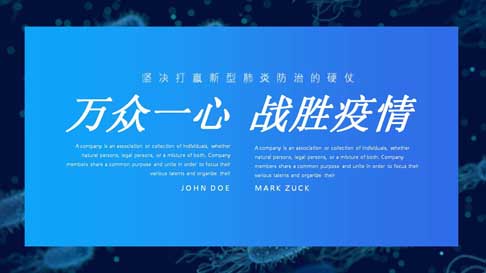 坚决打赢新型肺炎防治的硬仗
万众一心 战胜疫情
A company is an association or collection of individuals, whether
natural persons, legal persons, or a mixture of both. Company
members share a common purpose and unite in order to focus their
various talents and organize their
JOHN DOE
A company is an association or collection of individuals, whether
natural persons, legal persons, or a mixture of both. Company
members share a common purpose and unite in order to focus their
various talents and organize their
MARK ZUCK